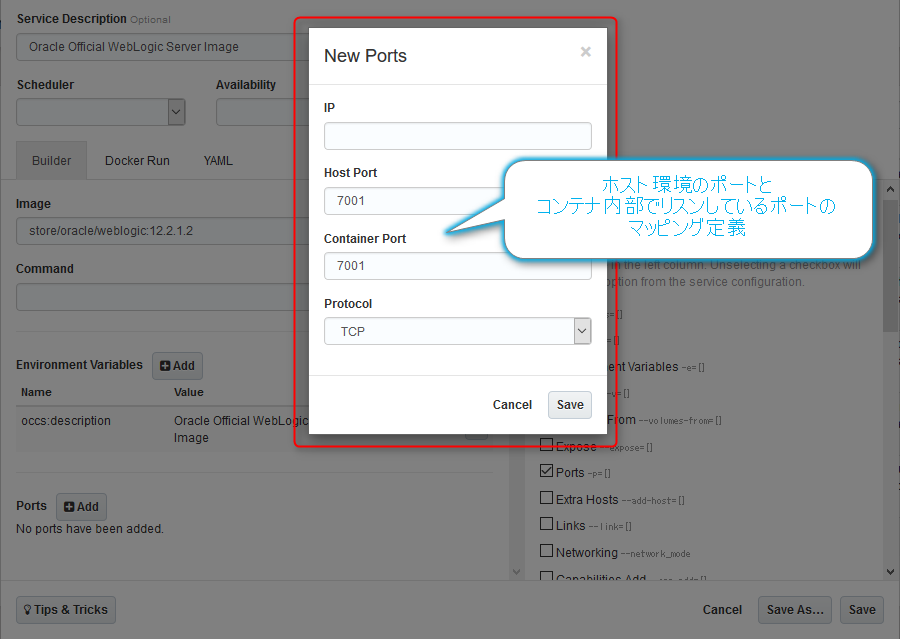 Service Description Optional
Oracle Official WebLogic Server Image
Scheduler
Availability
Builder
Docker Run
YAML
Image
store/oracle/weblogic:12.2.1.2
Command
Environment Variables
Add
Name
Value
occs:description
Oracle Official WebLogic
Image
Ports
Add
No ports have been added.
New Ports
×
IP
Host Port
7001
Container Port
7001
Protocol
TCP
Cancel
Save
ホスト環境のポートと
コンテナ内部でリスンしているポートの
マッピング定義
in the left column. Unselecting a checkbox will
option from the service configuration.
Variables -e=[]
From --volumes-from=[]
Expose --expose=[]
Ports -p=[]
Extra Hosts --add-host=[]
Links --link=[]
Networking --network_mode
Capabilities Add
Tips & Tricks
Cancel
Save As...
Save